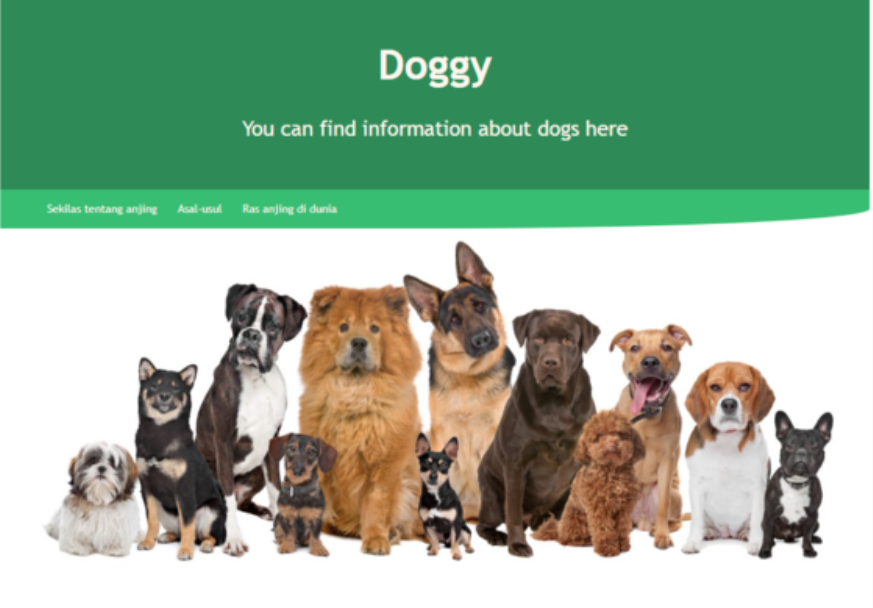 Doggy
You can find information about dogs here
Sekilas tentang anjing Asal-usul Ras anjing di dunia